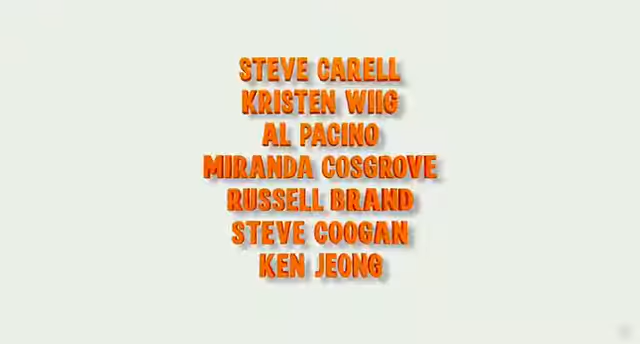 STEVE CARELL
KRISTEN WIIG
AL PACINO
MIRANDA COSGROVE
RUSSELL BRAND
STEVE COOGAN
KEN JEONG